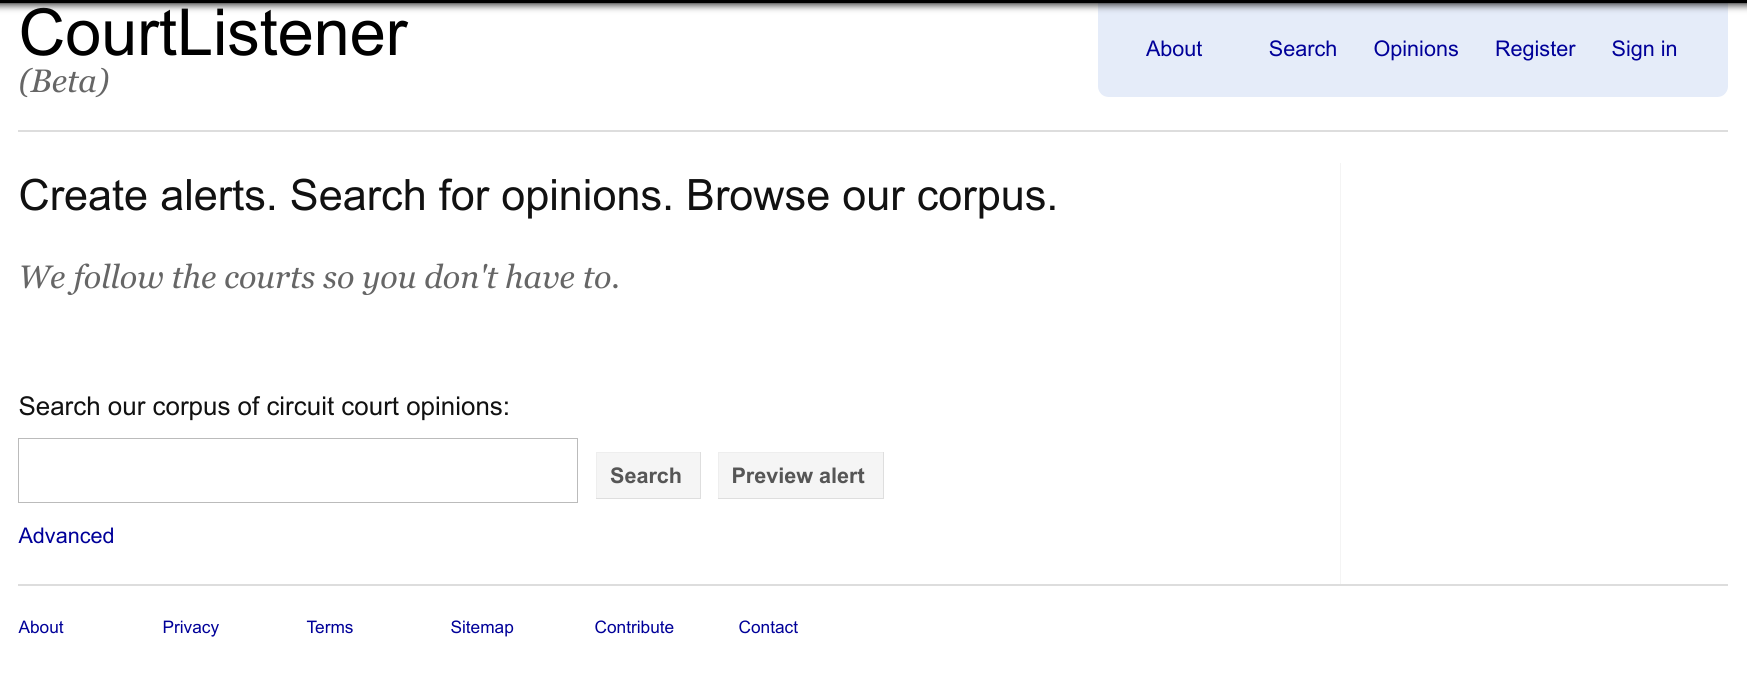 CourtListener
(Beta)
About Search Opinions Register Sign in
Create alerts. Search for opinions. Browse our corpus.
We follow the courts so you don't have to.
Search our corpus of circuit court opinions:
Search Preview alert
Advanced
About Privacy Terms Sitemap Contribute Contact